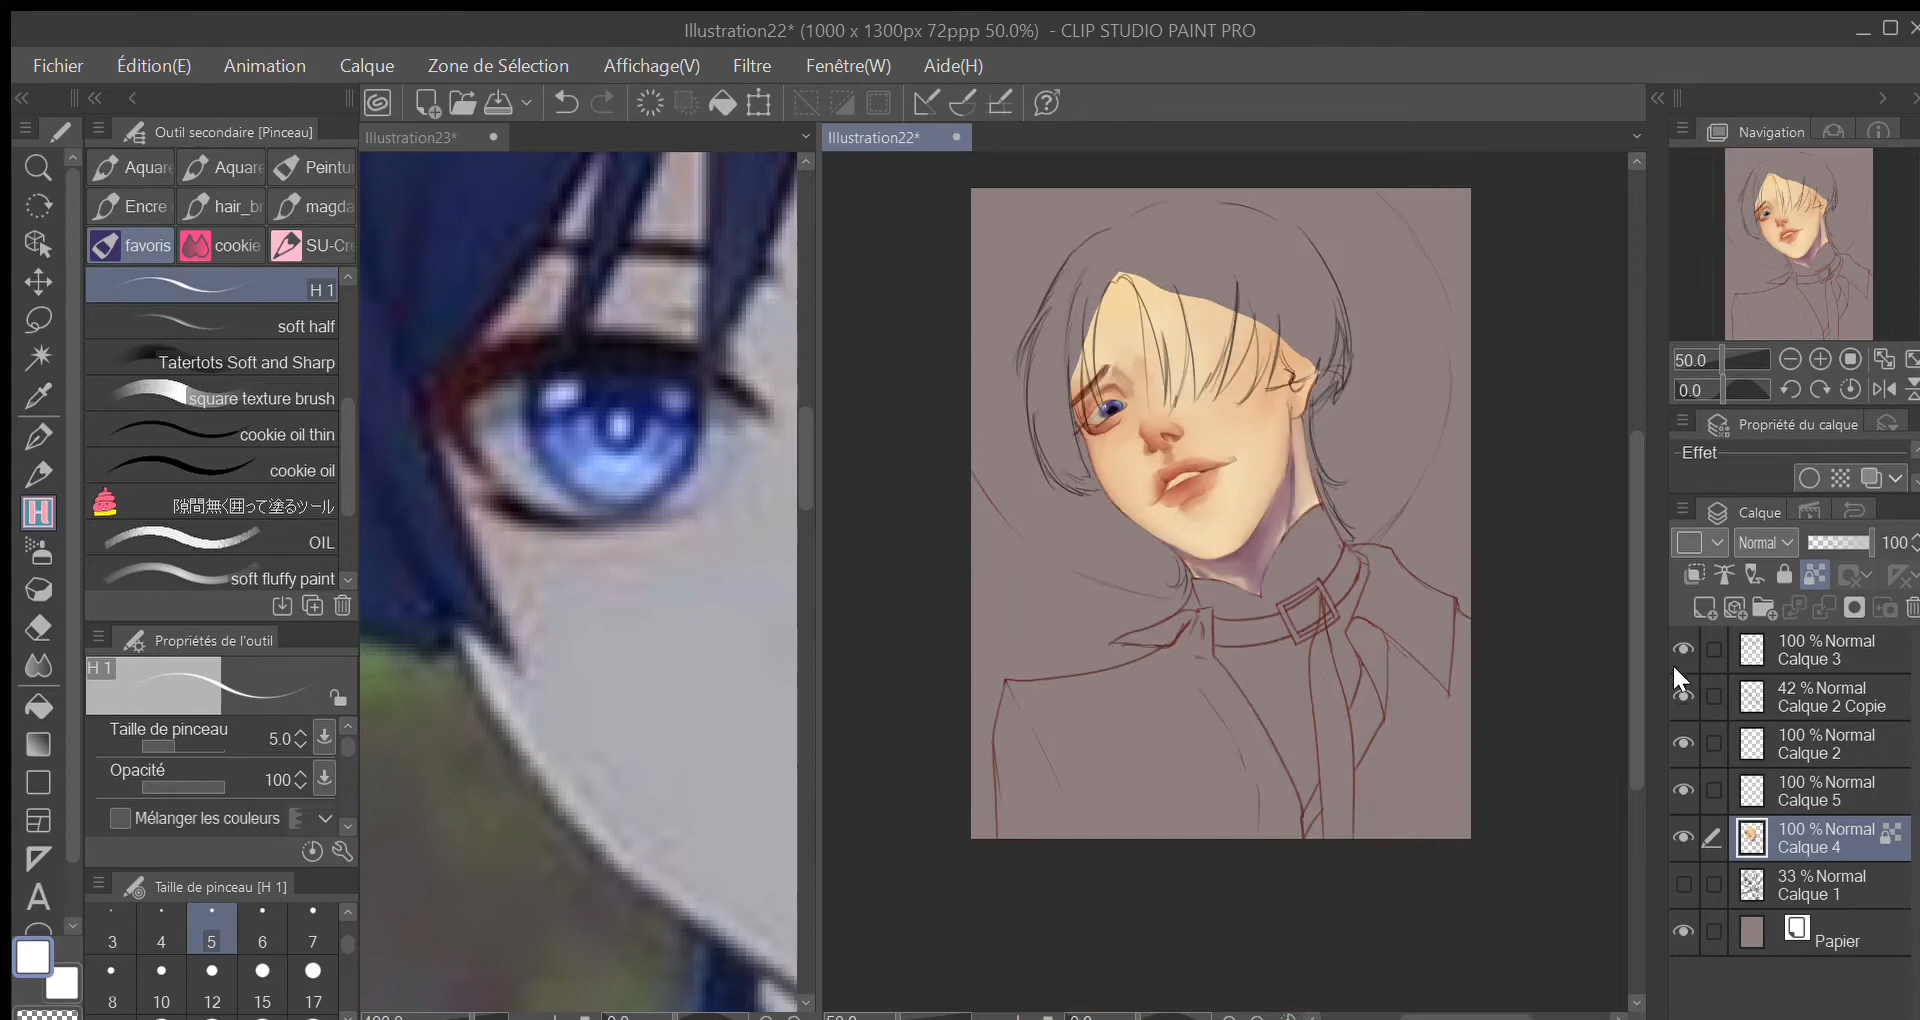 Illustration22* (1000 x 1300px 72ppp 50.0%) - CLIP STUDIO PAINT PRO
Fichier Édition(E) Animation Calque Zone de Sélection Affichage(V) Filtre Fenêtre(W) Aide(H)
Outil secondaire [Pinceau]
Illustration23*
Illustration22*
Navigation
Aquare Aquare Peintu
Encre hair_b magda
favoris cookie SU-Cr
H 1
soft half
Tatertots Soft and Sharp
square texture brush
cookie oil thin
cookie oil
隙間無く囲って塗るツール
OIL
soft fluffy paint
Propriétés de l'outil
H 1
Taille de pinceau 5.0
Opacité 100
Mélanger les couleurs
Taille de pinceau [H 1]
3 4 5 6 7
8 10 12 15 17
50.0
0.0
Propriété du calque
Effet
Calque
Normal 100
100 % Normal
Calque 3
42 % Normal
Calque 2 Copie
100 % Normal
Calque 2
100 % Normal
Calque 5
100 % Normal
Calque 4
33 % Normal
Calque 1
Papier